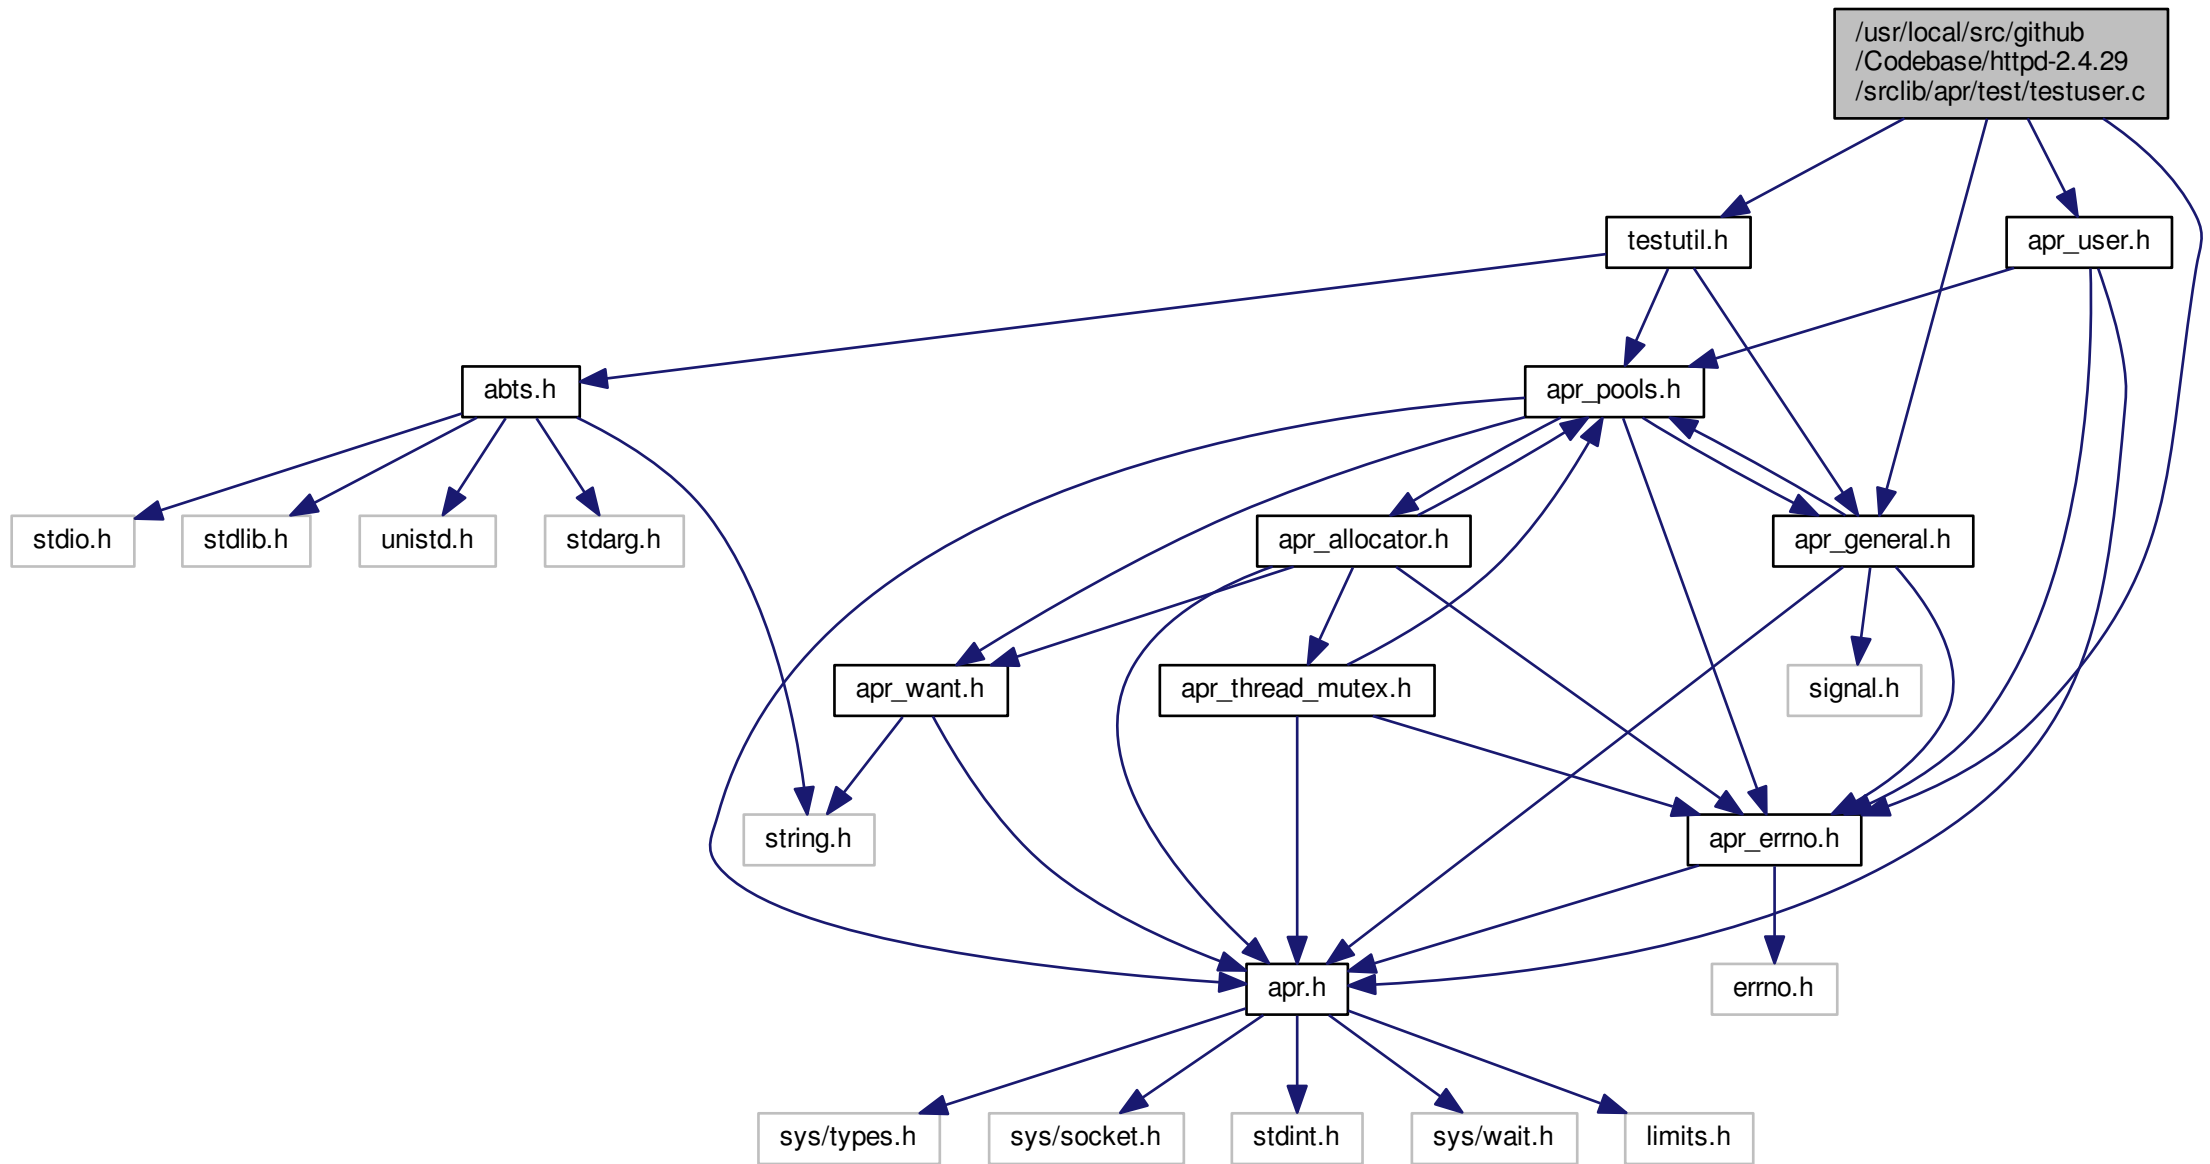 /usr/local/src/github
/Codebase/httpd-2.4.29
/srclib/apr/test/testuser.c
testutil.h
apr_user.h
abts.h
apr_pools.h
stdio.h
stdlib.h
unistd.h
stdarg.h
apr_allocator.h
apr_general.h
apr_want.h
apr_thread_mutex.h
signal.h
string.h
apr_errno.h
apr.h
errno.h
sys/types.h
sys/socket.h
stdint.h
sys/wait.h
limits.h